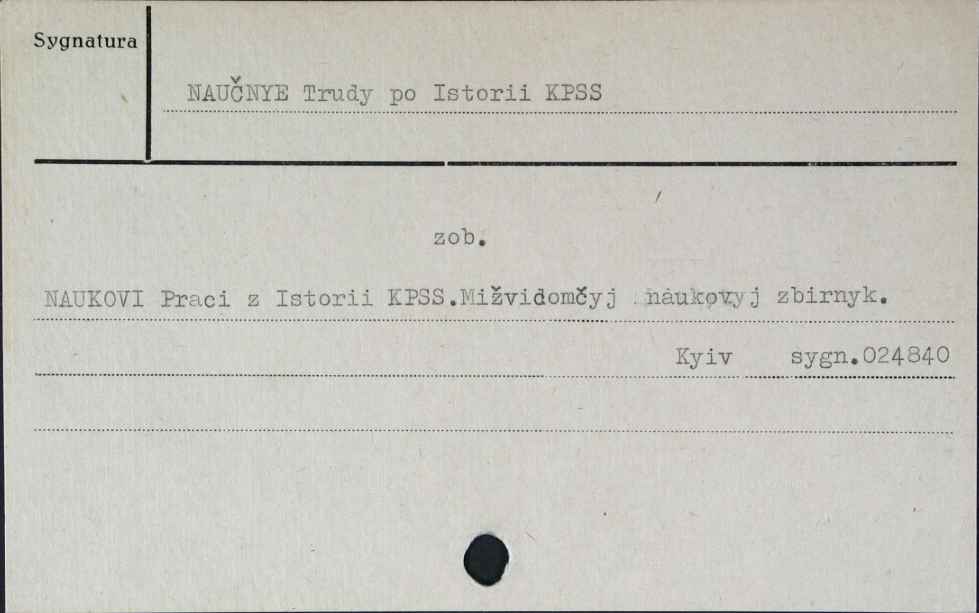 Sygnatura
NAUČNYE Trudy po Istorii KPSS
zob.
NAUKOVI Praci z Istorii KPSS.Mižvidomčyj naukovyj zbirnyk.
Kyiv sygn.024840